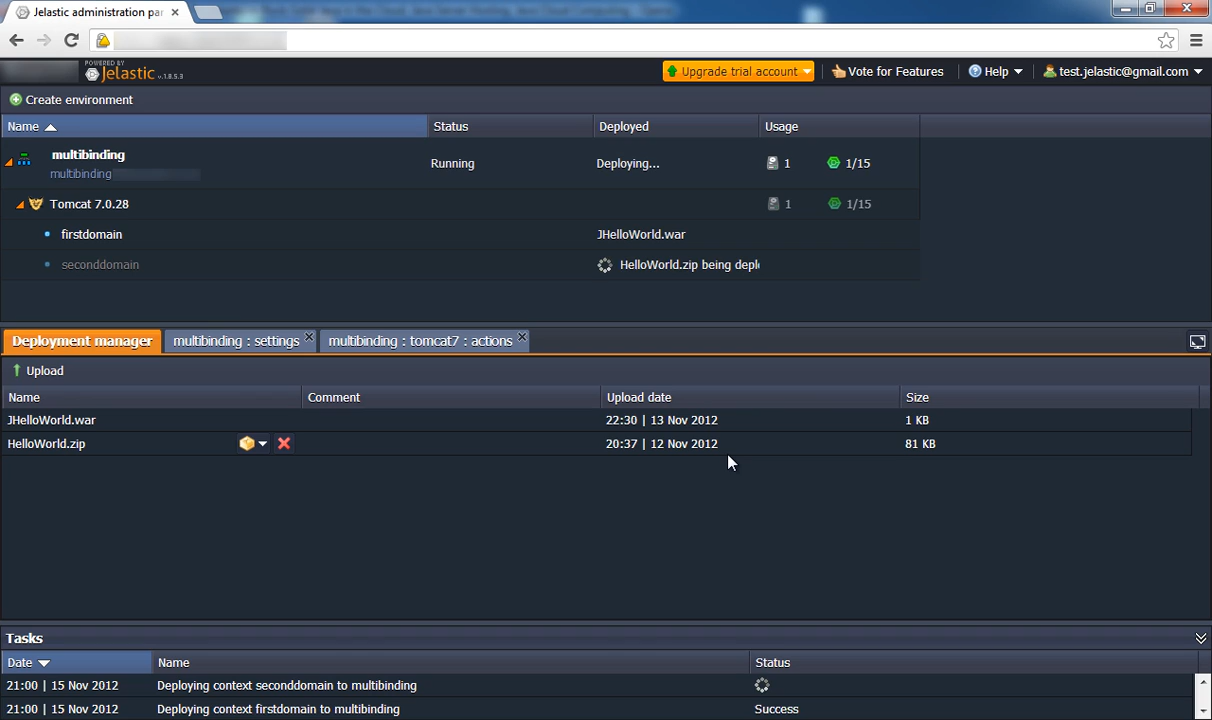 Jelastic administration par
POWERED BY
Jelastic v.1.8.5.3
Upgrade trial account
Vote for Features
Help
test.jelastic@gmail.com
Create environment
Name Status Deployed Usage
multibinding
multibinding
Running Deploying... 1 1/15
Tomcat 7.0.28 1 1/15
firstdomain JHelloWorld.war
seconddomain HelloWorld.zip being depl
Deployment manager multibinding : settings multibinding : tomcat7 : actions
Upload
Name Comment Upload date Size
JHelloWorld.war 22:30 | 13 Nov 2012 1 KB
HelloWorld.zip 20:37 | 12 Nov 2012 81 KB
Tasks
Date Name Status
21:00 | 15 Nov 2012 Deploying context seconddomain to multibinding
21:00 | 15 Nov 2012 Deploying context firstdomain to multibinding Success